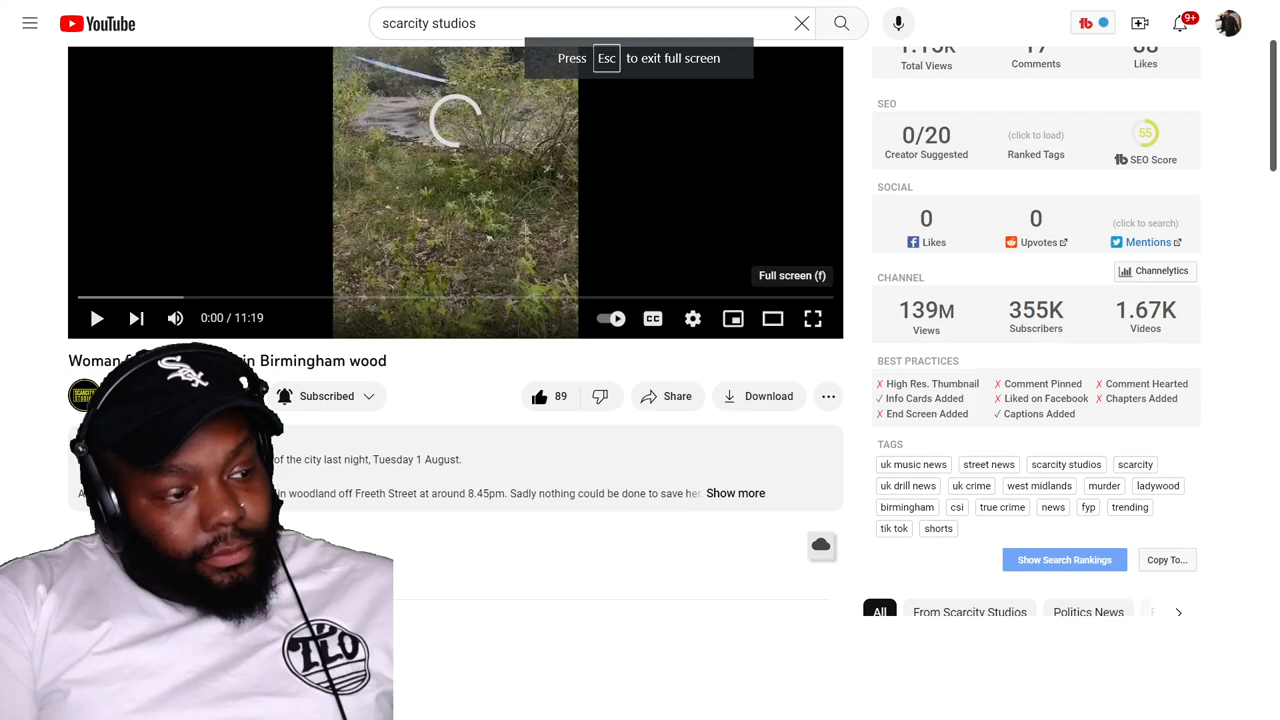 YouTube
scarcity studios
9+
Press Esc to exit full screen
Total Views
Comments
Likes
SEO
0/20
Creator Suggested
(click to load)
Ranked Tags
55
SEO Score
SOCIAL
0
Likes
0
Upvotes
(click to search)
Mentions
CHANNEL
Channelytics
139M
Views
355K
Subscribers
1.67K
Videos
BEST PRACTICES
✗ High Res. Thumbnail
✗ Comment Pinned
✗ Comment Hearted
✓ Info Cards Added
✗ Liked on Facebook
✗ Chapters Added
✗ End Screen Added
✓ Captions Added
TAGS
uk music news
street news
scarcity studios
scarcity
uk drill news
uk crime
west midlands
murder
ladywood
birmingham
csi
true crime
news
fyp
trending
tik tok
shorts
Show Search Rankings
Copy To...
All
From Scarcity Studios
Politics News
Full screen (f)
0:00 / 11:19
CC
Woman
in Birmingham wood
SCARCITY STUDIOS
Subscribed
89
Share
Download
of the city last night, Tuesday 1 August.
in woodland off Freeth Street at around 8.45pm. Sadly nothing could be done to save her
Show more
Sox
TLO